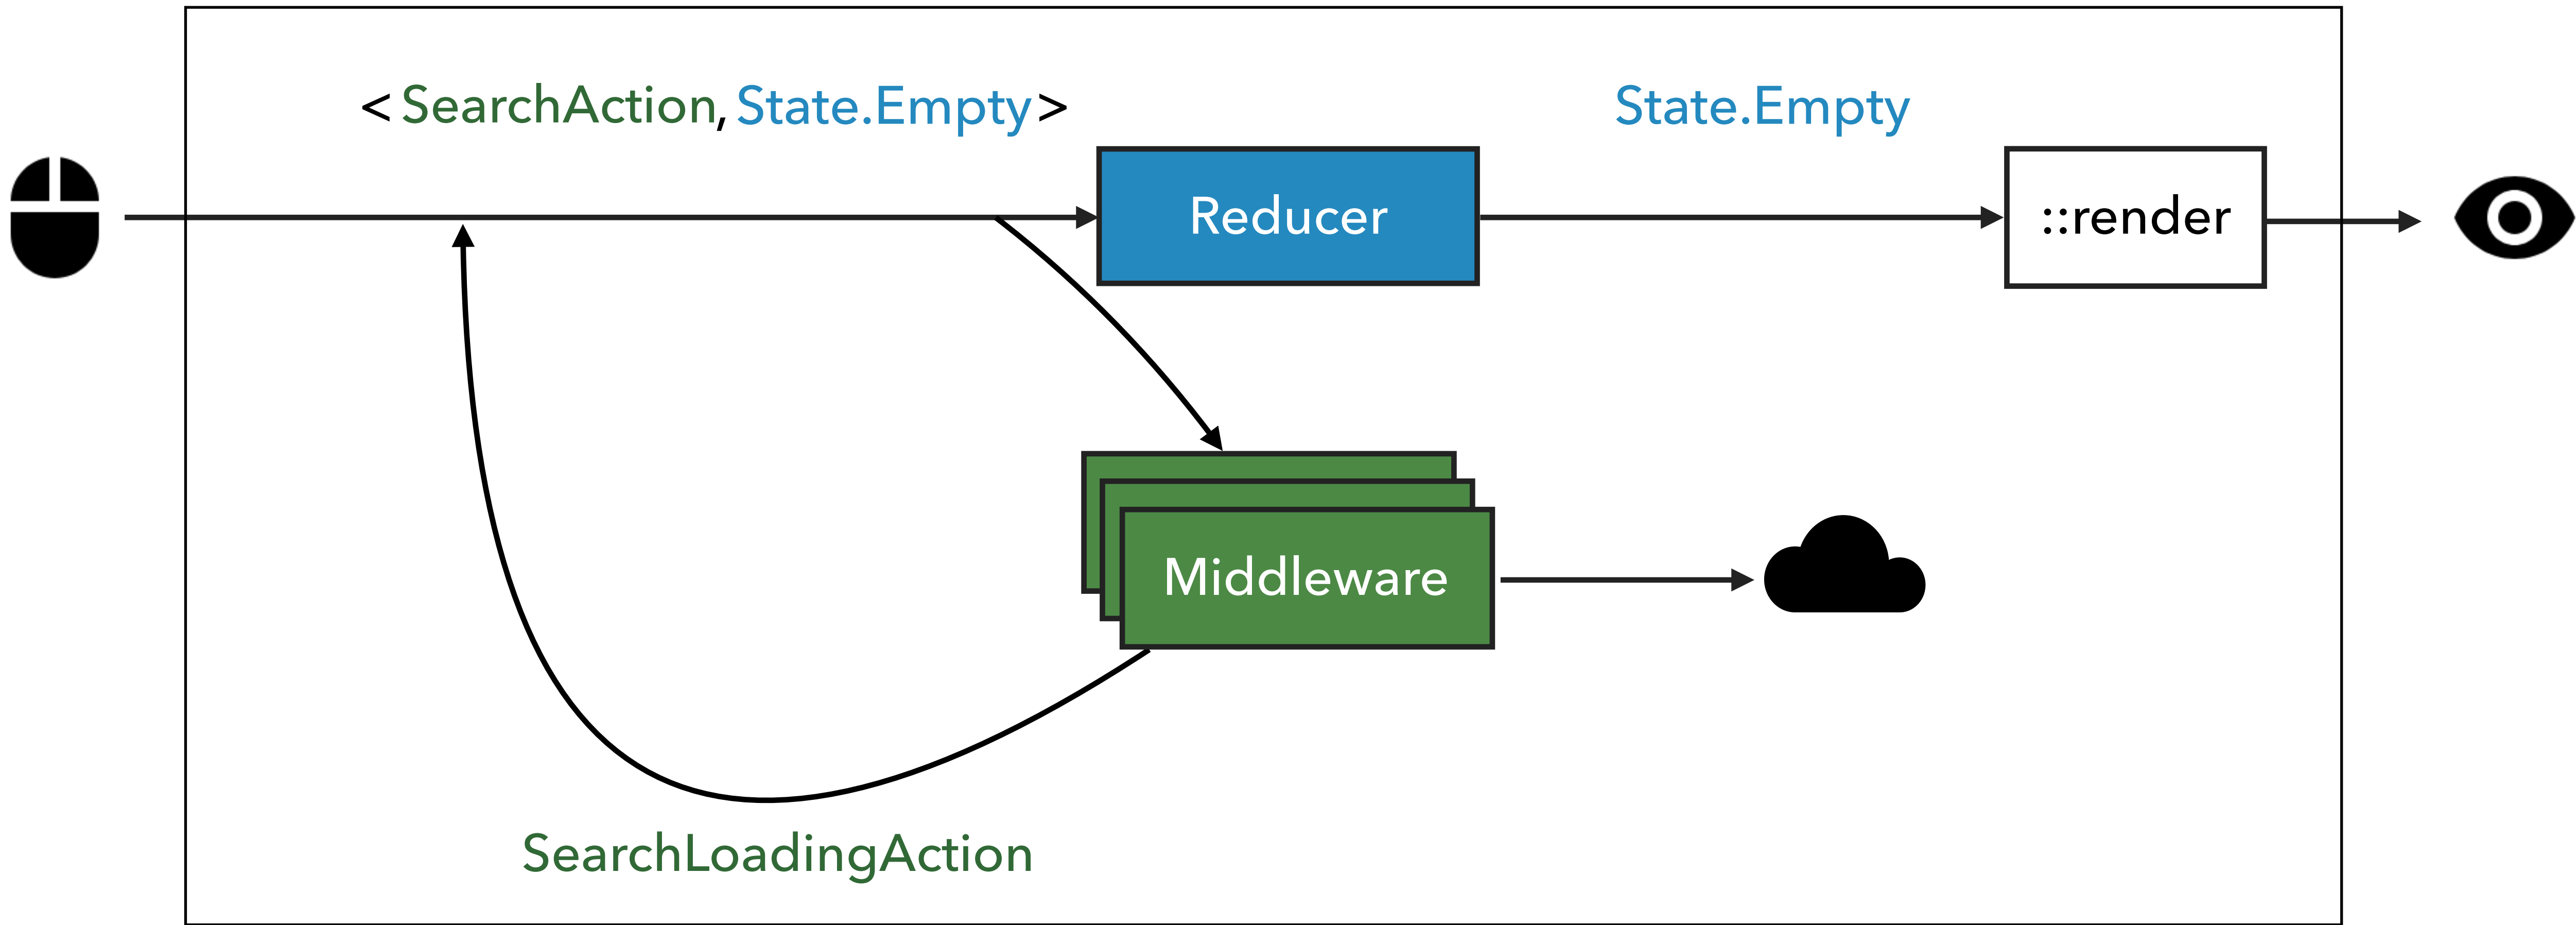 <SearchAction, State.Empty>
State.Empty
Reducer
::render
Middleware
SearchLoadingAction